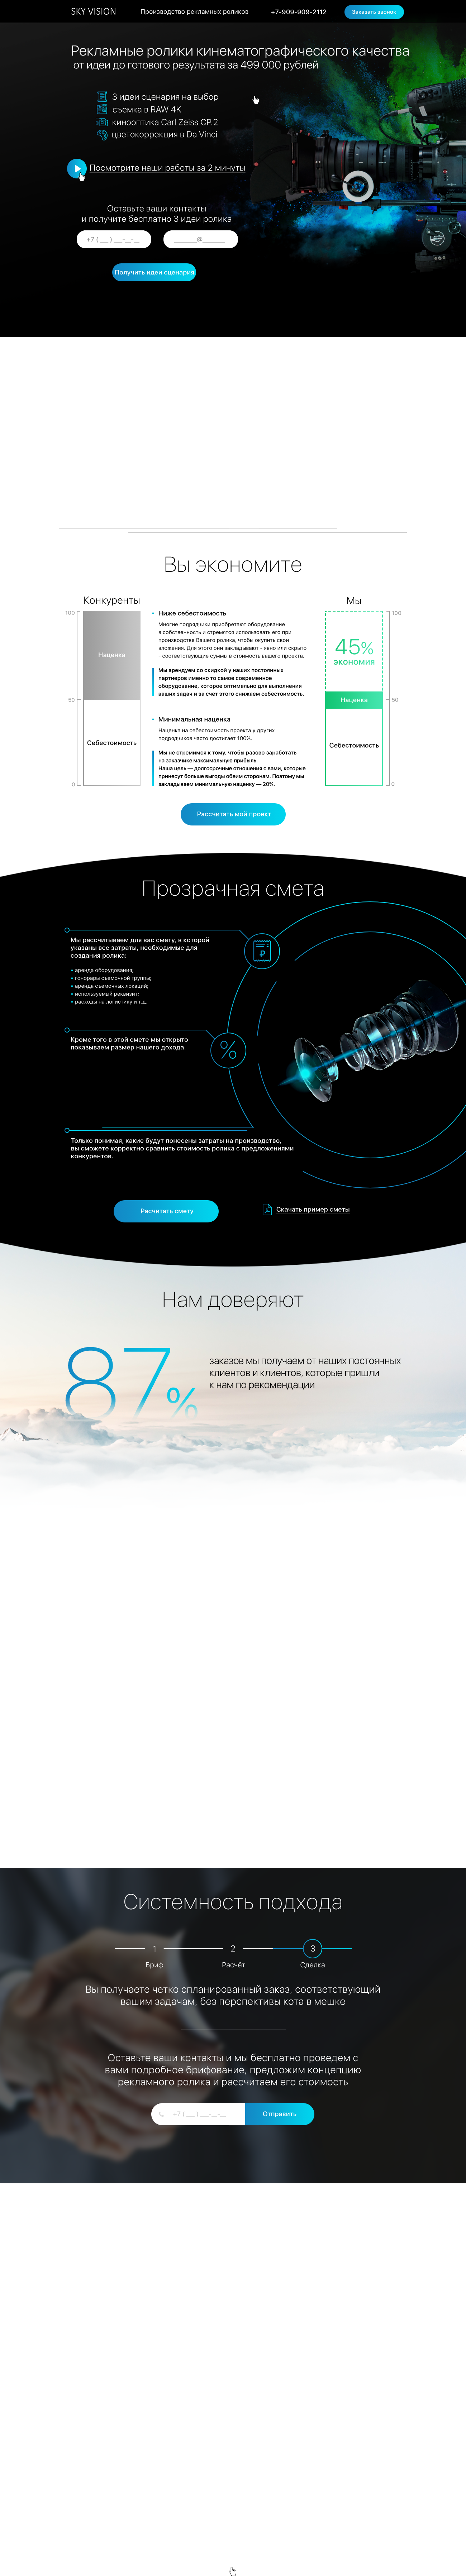 SKY VISION
Производство рекламных роликов
+7-909-909-2112
Заказать звонок
Рекламные ролики кинематографического качества
от идеи до готового результата за 499 000 рублей
3 идеи сценария на выбор
съемка в RAW 4K
кинооптика Carl Zeiss CP.2
цветокоррекция в Da Vinci
Посмотрите наши работы за 2 минуты
Оставьте ваши контакты
и получите бесплатно 3 идеи ролика
+7 ( ___ ) ___-__-__
_______@_______
Получить идеи сценария
Вы экономите
Конкуренты
100
Наценка
50
Себестоимость
0
• Ниже себестоимость
Многие подрядчики приобретают оборудование
в собственность и стремятся использовать его при
производстве Вашего ролика, чтобы окупить свои
вложения. Для этого они закладывают - явно или скрыто
- соответствующие суммы в стоимость вашего проекта.
Мы арендуем со скидкой у наших постоянных
партнеров именно то самое современное
оборудование, которое оптимально для выполнения
ваших задач и за счет этого снижаем себестоимость.
• Минимальная наценка
Наценка на себестоимость проекта у других
подрядчиков часто достигает 100%.
Мы не стремимся к тому, чтобы разово заработать
на заказчике максимальную прибыль.
Наша цель — долгосрочные отношения с вами, которые
принесут больше выгоды обеим сторонам. Поэтому мы
закладываем минимальную наценку — 20%.
Мы
100
45%
экономия
Наценка
50
Себестоимость
0
Рассчитать мой проект
Прозрачная смета
Мы рассчитываем для вас смету, в которой
указаны все затраты, необходимые для
создания ролика:
• аренда оборудования;
• гонорары съемочной группы;
• аренда съемочных локаций;
• используемый реквизит;
• расходы на логистику и т.д.
Кроме того в этой смете мы открыто
показываем размер нашего дохода.
Только понимая, какие будут понесены затраты на производство,
вы сможете корректно сравнить стоимость ролика с предложениями
конкурентов.
Расчитать смету
Скачать пример сметы
Нам доверяют
87%
заказов мы получаем от наших постоянных
клиентов и клиентов, которые пришли
к нам по рекомендации
Системность подхода
1
2
3
Бриф
Расчёт
Сделка
Вы получаете четко спланированный заказ, соответствующий
вашим задачам, без перспективы кота в мешке
Оставьте ваши контакты и мы бесплатно проведем с
вами подробное брифование, предложим концепцию
рекламного ролика и рассчитаем его стоимость
+7 ( ___ ) ___-__-__
Отправить